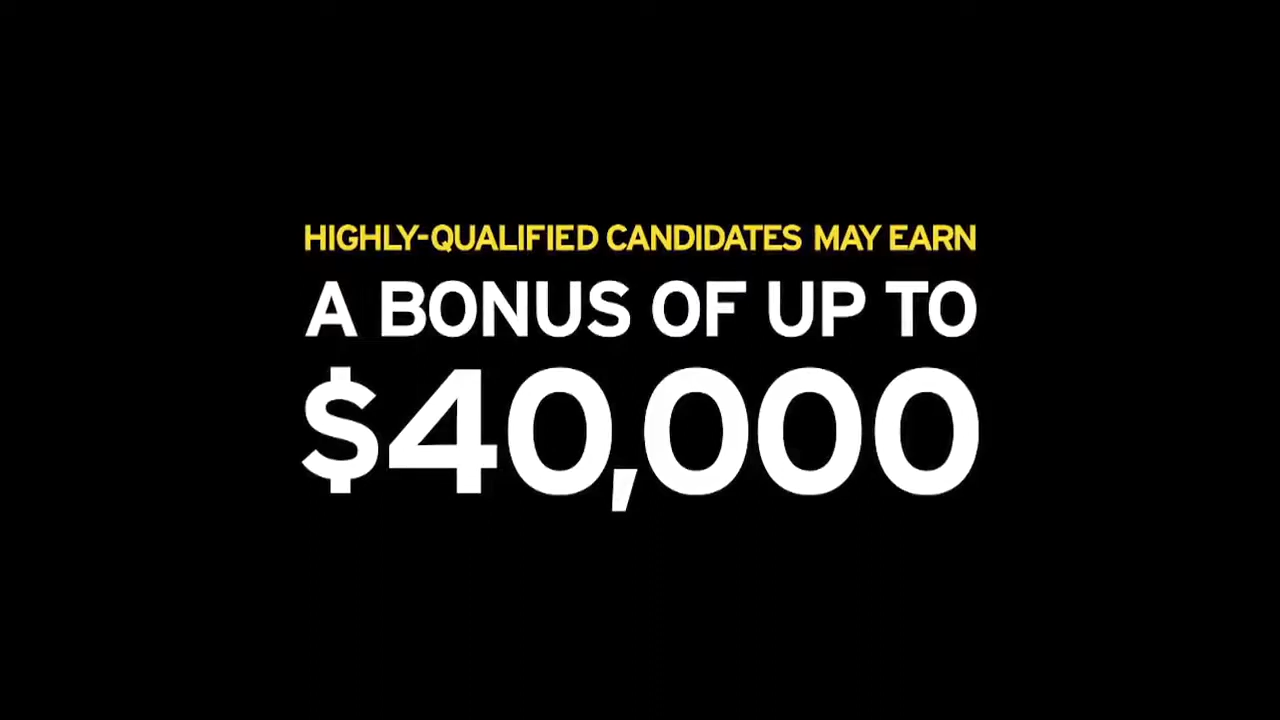 HIGHLY-QUALIFIED CANDIDATES MAY EARN
A BONUS OF UP TO
$40,000